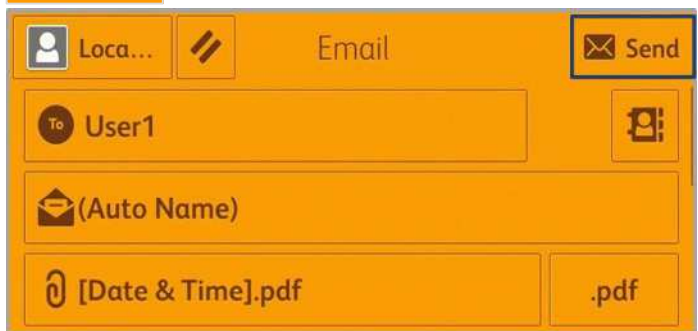 Loca... Email Send
To User1
(Auto Name)
[Date & Time].pdf .pdf